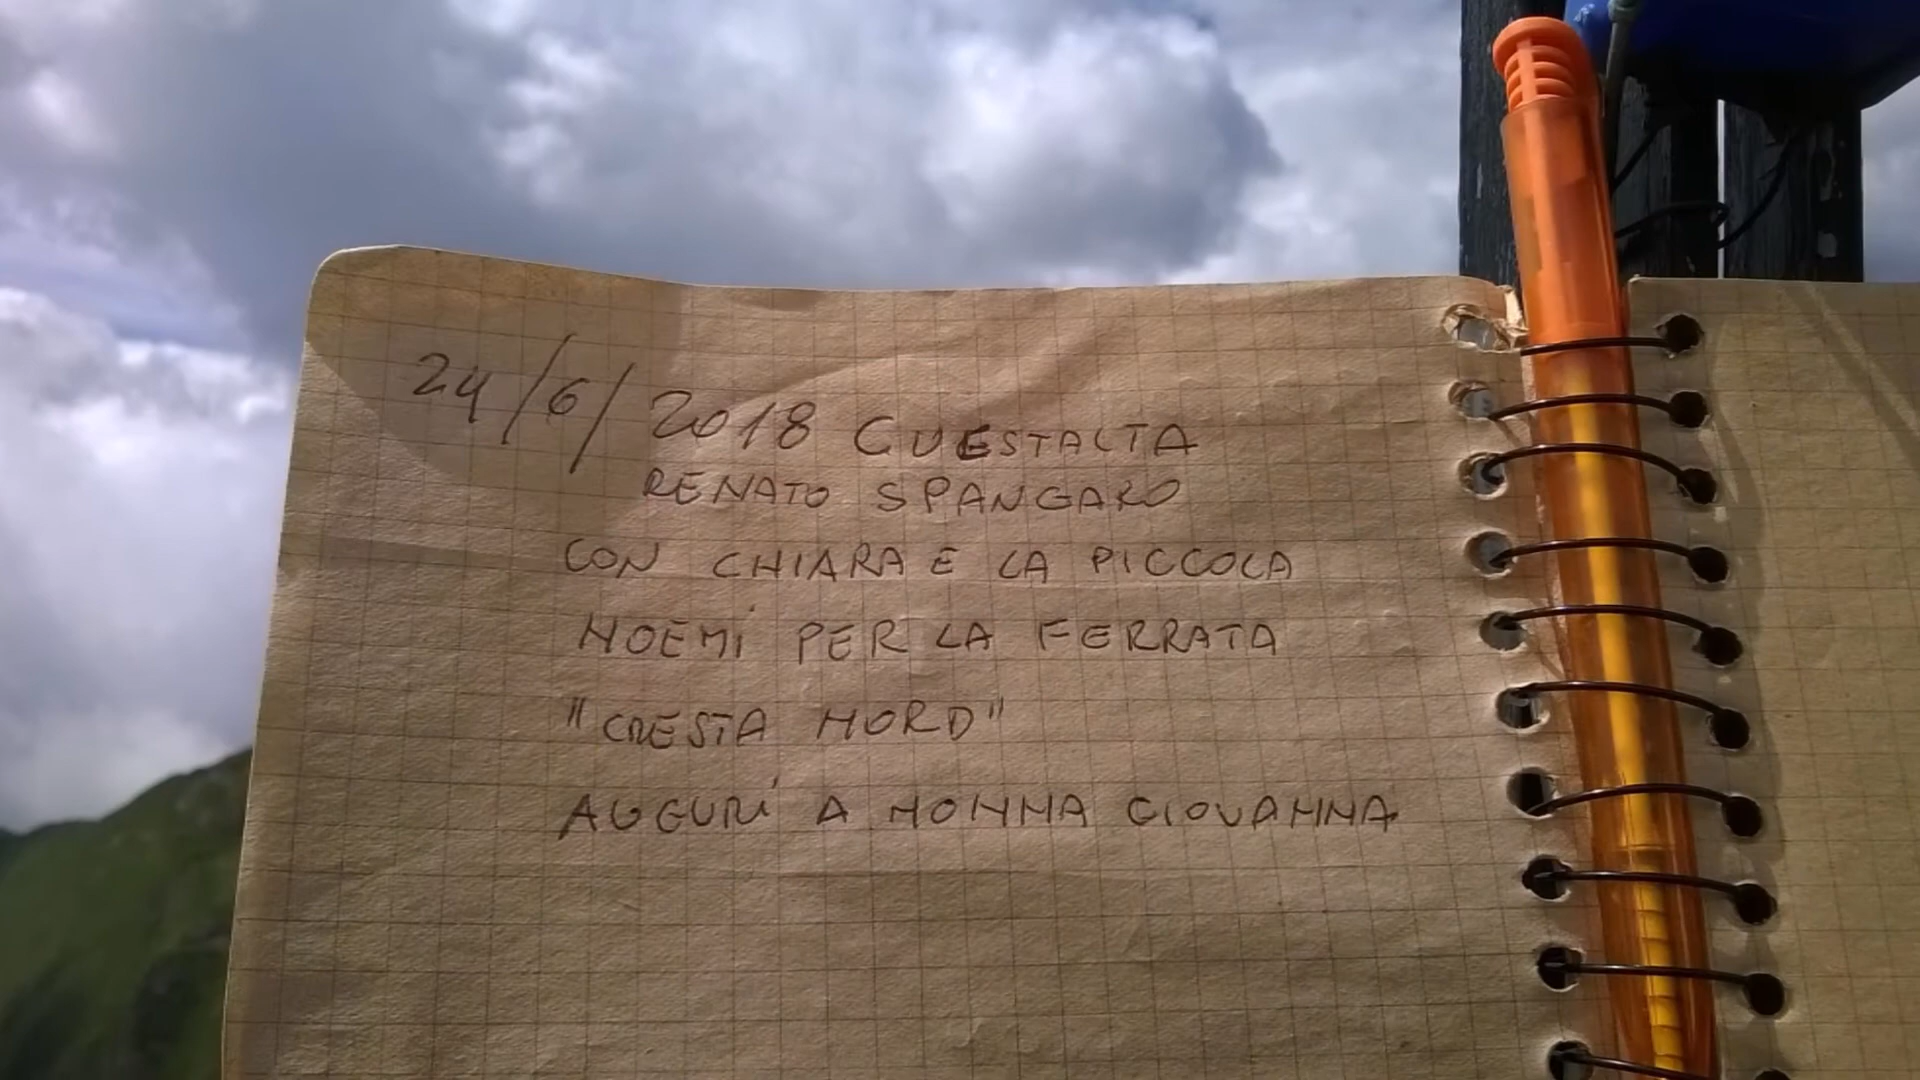 24/6/2018 CUESTALTA
RENATO SPANGARO
CON CHIARA E LA PICCOLA
NOEMI PER LA FERRATA
"CRESTA NORD"
AUGURI A NONNA GIOVANNA